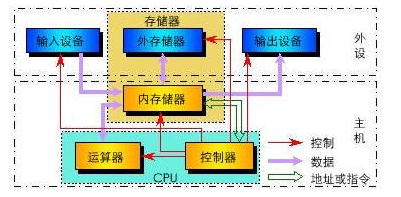 存储器
输入设备
外存储器
输出设备
外设
内存储器
主机
运算器
控制器
CPU
控制
数据
地址或指令